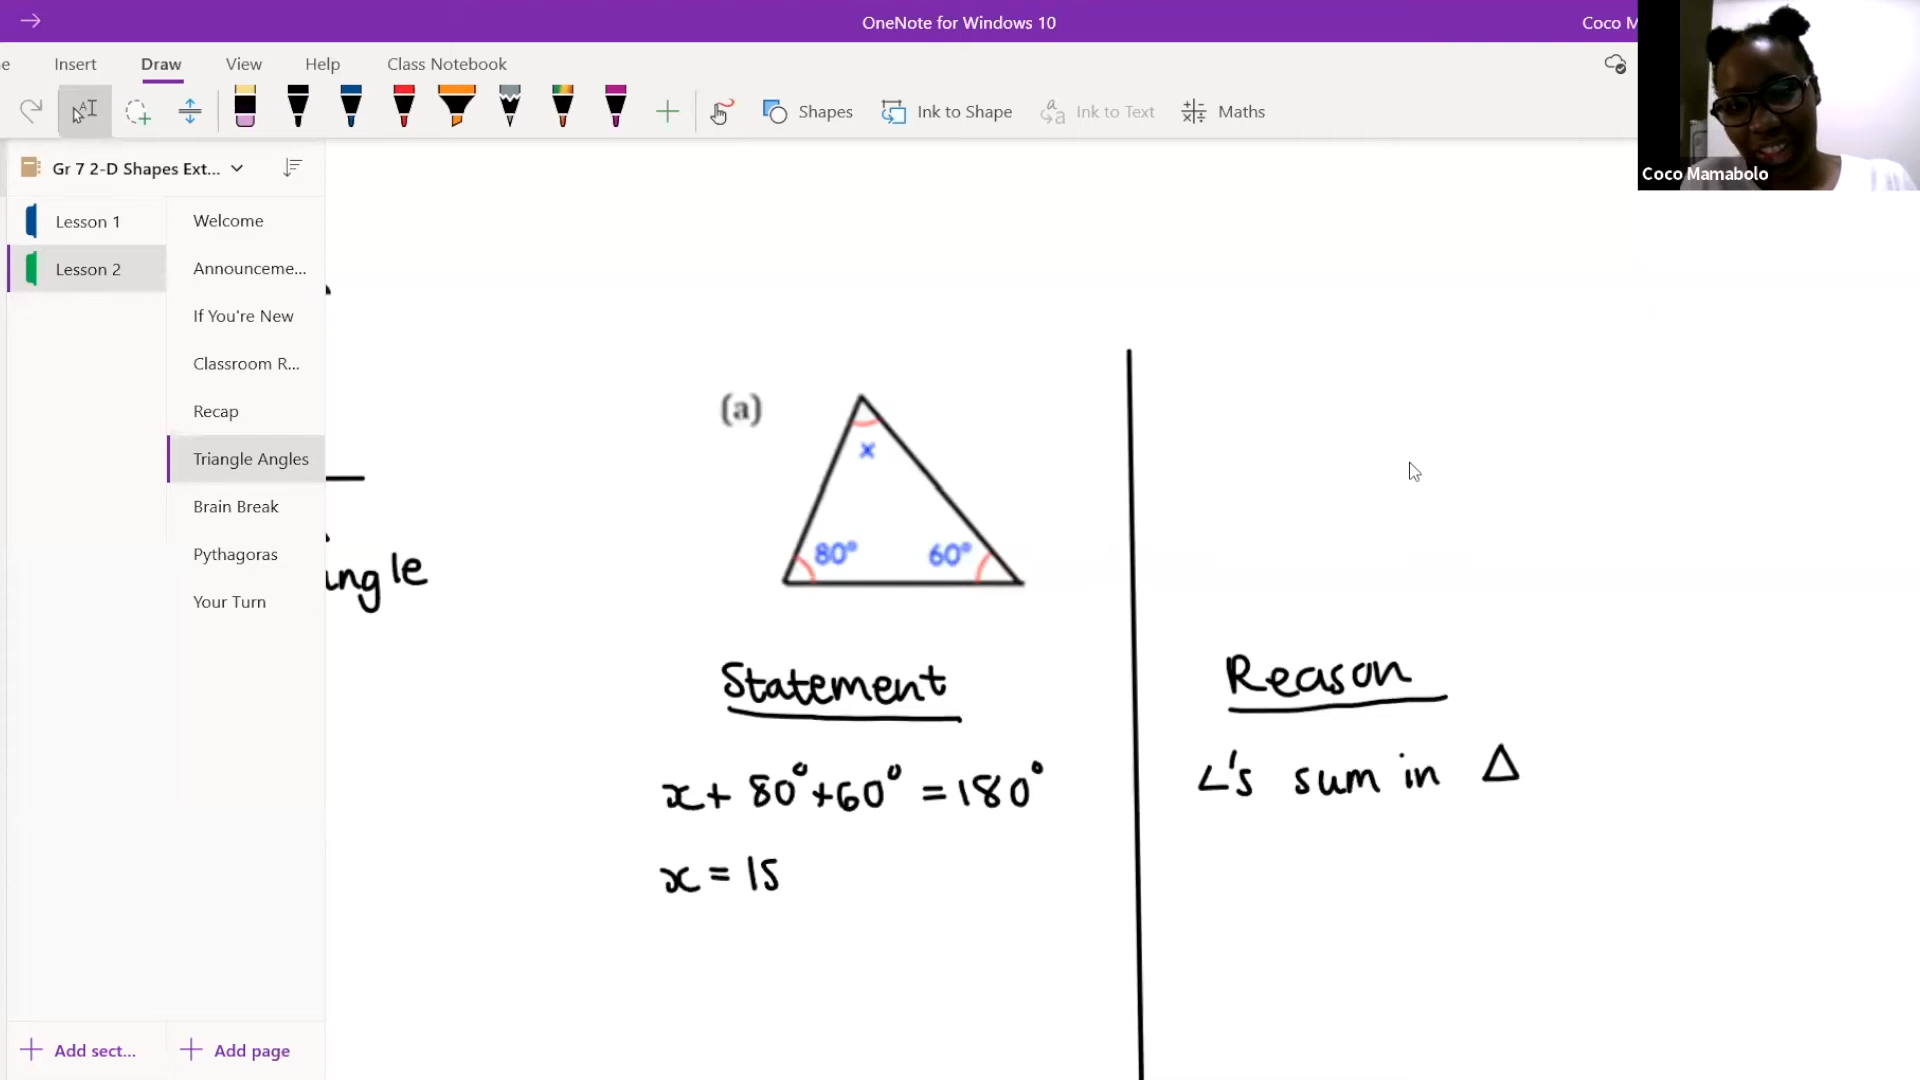 OneNote for Windows 10
Coco M
Insert
Draw
View
Help
Class Notebook
Shapes
Ink to Shape
Ink to Text
Maths
Coco Mamabolo
Gr 7 2-D Shapes Ext...
Lesson 1
Lesson 2
Welcome
Announceme...
If You're New
Classroom R...
Recap
Triangle Angles
Brain Break
Pythagoras
Your Turn
Add sect...
Add page
ngle
(a)
x
80° 60°
Statement
x + 80° + 60° = 180°
x = 15
Reason
∠'s sum in Δ